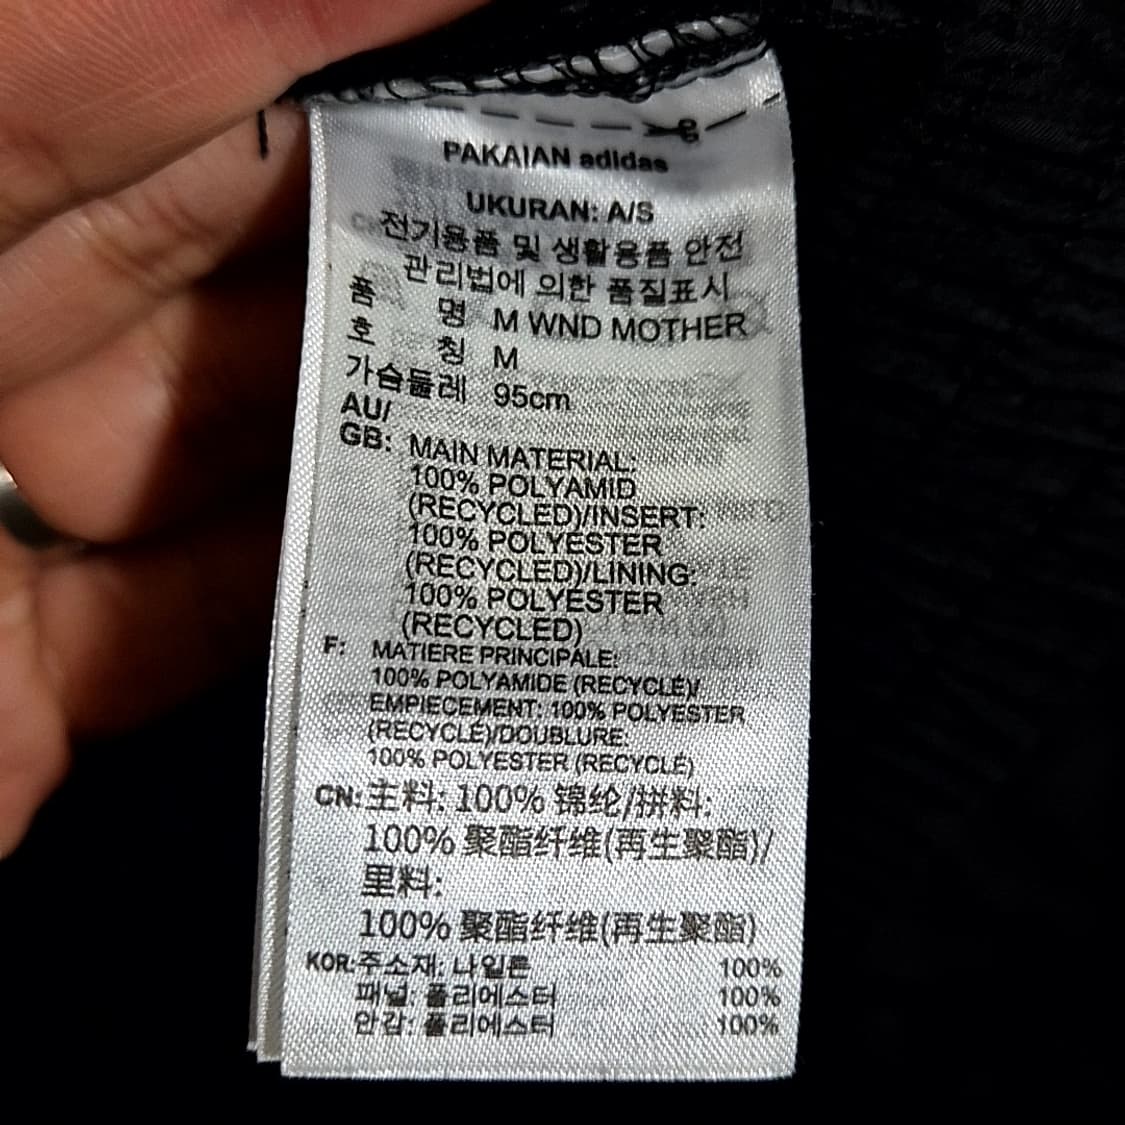 PAKAIAN adidas
UKURAN: A/S
전기용품 및 생활용품 안전
관리법에 의한 품질표시
품 명 M WND MOTHER
호 칭 M
가슴둘레 95cm
AU/
GB: MAIN MATERIAL:
100% POLYAMID
(RECYCLED)/INSERT:
100% POLYESTER
(RECYCLED)/LINING:
100% POLYESTER
(RECYCLED)
F: MATIERE PRINCIPALE:
100% POLYAMIDE (RECYCLÉ)/
EMPIECEMENT: 100% POLYESTER
(RECYCLÉ)/DOUBLURE:
100% POLYESTER (RECYCLÉ)
CN: 主料: 100% 锦纶/拼料:
100% 聚酯纤维(再生聚酯)/
里料:
100% 聚酯纤维(再生聚酯)
KOR: 주소재: 나일론 100%
패널: 폴리에스터 100%
안감: 폴리에스터 100%